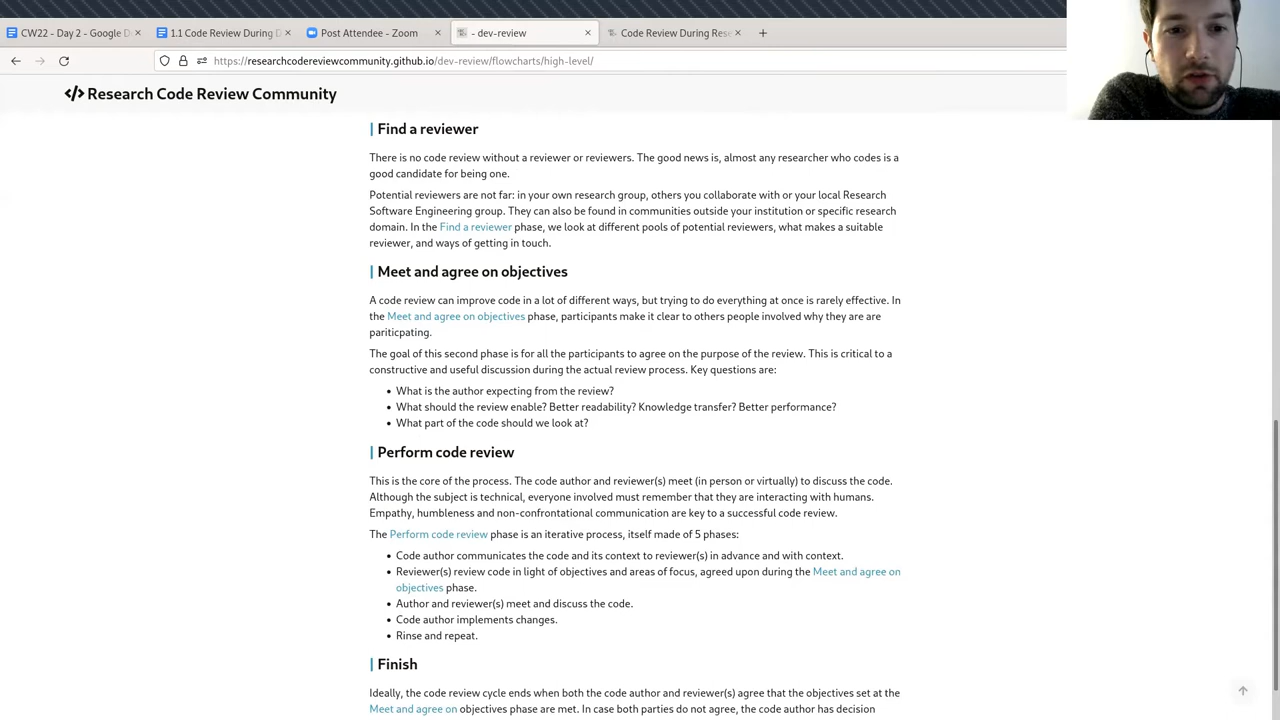 CW22 - Day 2 - Google D
1.1 Code Review During D
Post Attendee - Zoom
- dev-review
Code Review During Rese
https://researchcodereviewcommunity.github.io/dev-review/flowcharts/high-level/
</> Research Code Review Community
Find a reviewer
There is no code review without a reviewer or reviewers. The good news is, almost any researcher who codes is a
good candidate for being one.
Potential reviewers are not far: in your own research group, others you collaborate with or your local Research
Software Engineering group. They can also be found in communities outside your institution or specific research
domain. In the Find a reviewer phase, we look at different pools of potential reviewers, what makes a suitable
reviewer, and ways of getting in touch.
Meet and agree on objectives
A code review can improve code in a lot of different ways, but trying to do everything at once is rarely effective. In
the Meet and agree on objectives phase, participants make it clear to others people involved why they are are
pariticpating.
The goal of this second phase is for all the participants to agree on the purpose of the review. This is critical to a
constructive and useful discussion during the actual review process. Key questions are:
• What is the author expecting from the review?
• What should the review enable? Better readability? Knowledge transfer? Better performance?
• What part of the code should we look at?
Perform code review
This is the core of the process. The code author and reviewer(s) meet (in person or virtually) to discuss the code.
Although the subject is technical, everyone involved must remember that they are interacting with humans.
Empathy, humbleness and non-confrontational communication are key to a successful code review.
The Perform code review phase is an iterative process, itself made of 5 phases:
• Code author communicates the code and its context to reviewer(s) in advance and with context.
• Reviewer(s) review code in light of objectives and areas of focus, agreed upon during the Meet and agree on
objectives phase.
• Author and reviewer(s) meet and discuss the code.
• Code author implements changes.
• Rinse and repeat.
Finish
Ideally, the code review cycle ends when both the code author and reviewer(s) agree that the objectives set at the
Meet and agree on objectives phase are met. In case both parties do not agree, the code author has decision